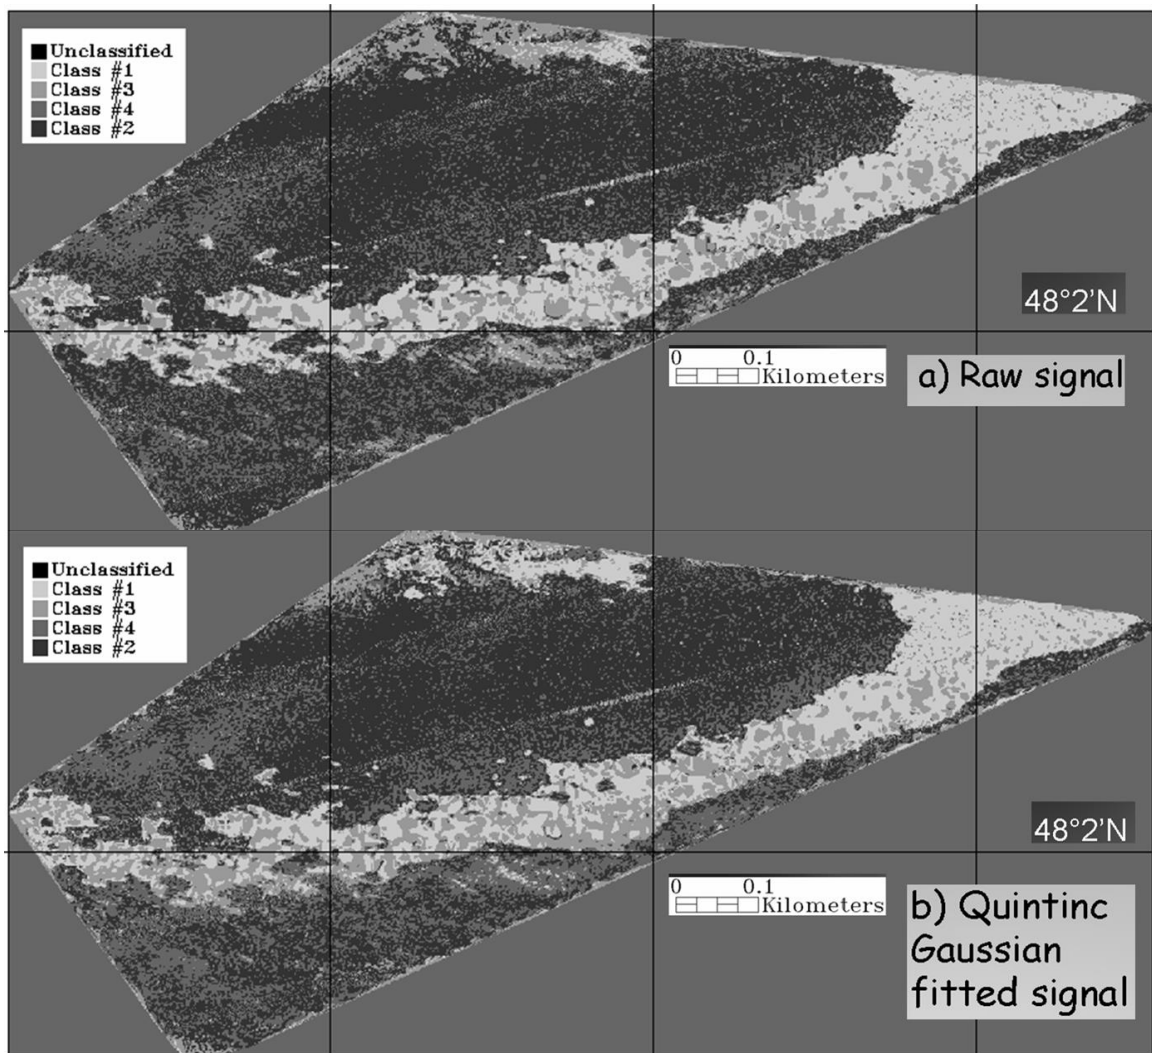 Unclassified
Class #1
Class #3
Class #4
Class #2
48°2'N
0 0.1
Kilometers
a) Raw signal
Unclassified
Class #1
Class #3
Class #4
Class #2
48°2'N
0 0.1
Kilometers
b) Quintinc
Gaussian
fitted signal